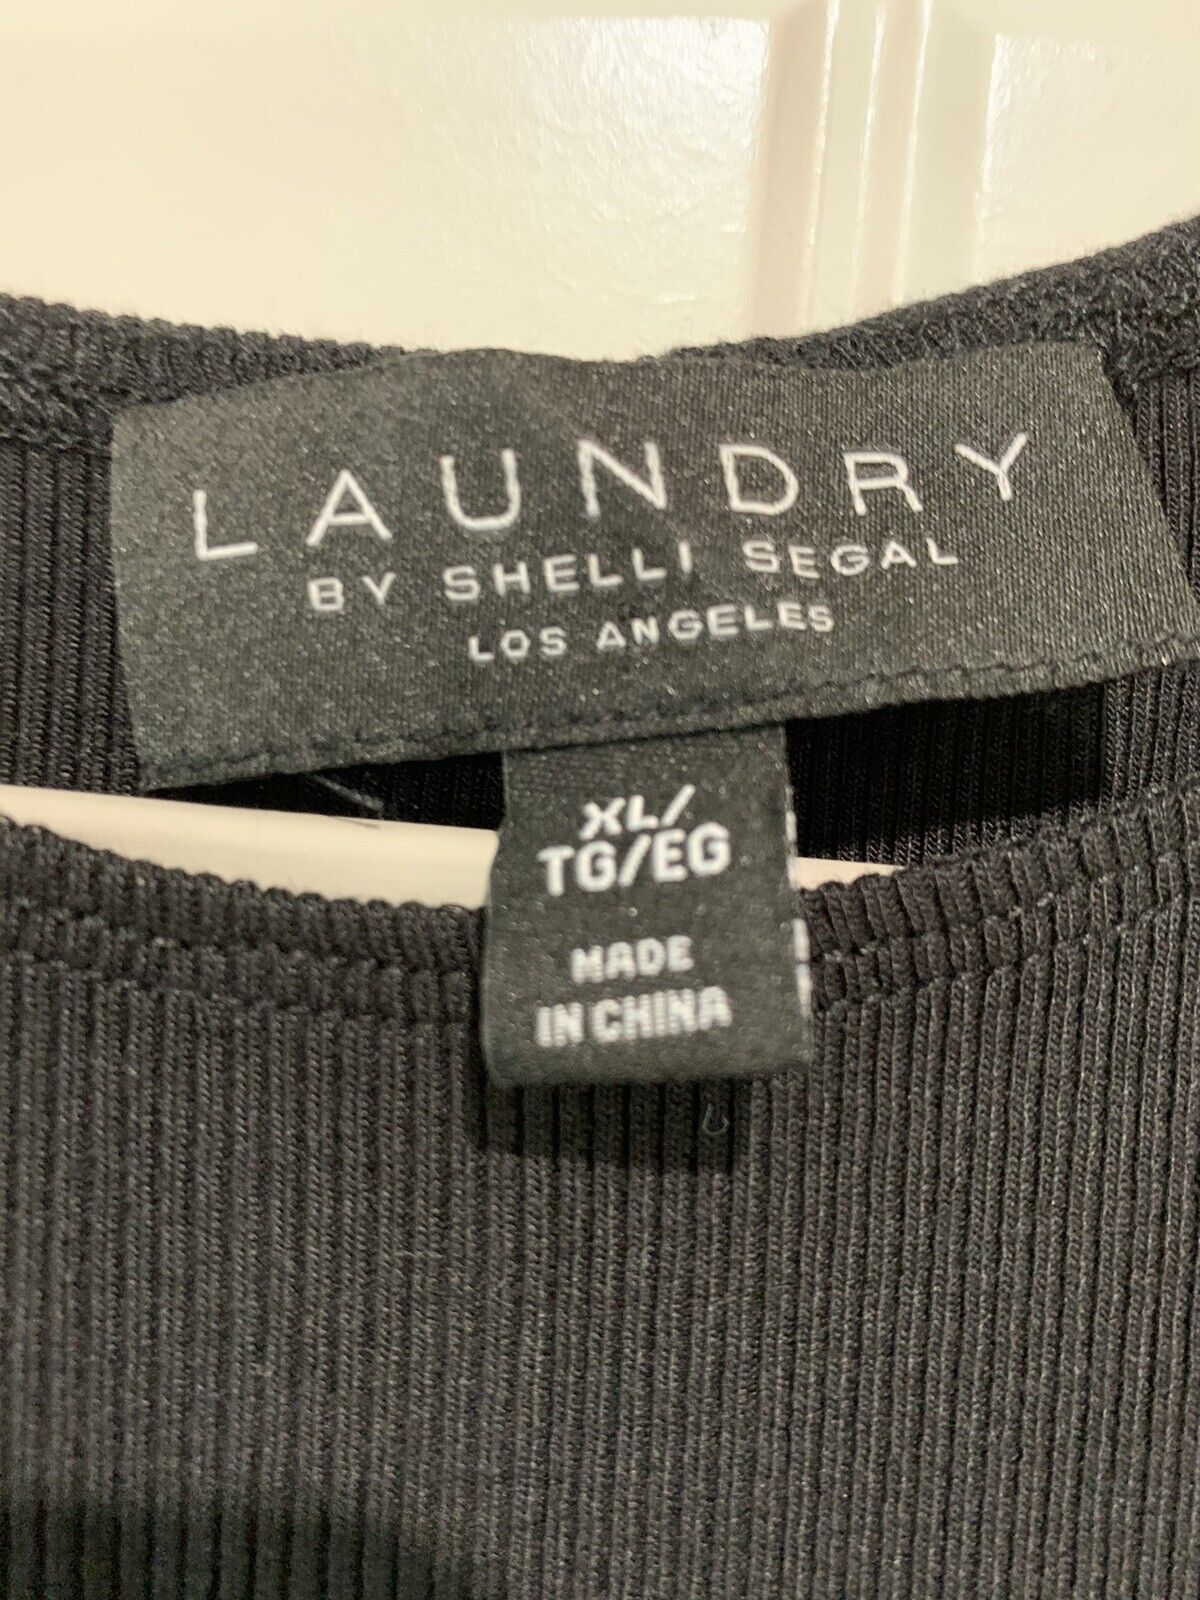 LAUNDRY
BY SHELLI SEGAL
LOS ANGELES
XL/
TG/EG
MADE
IN CHINA